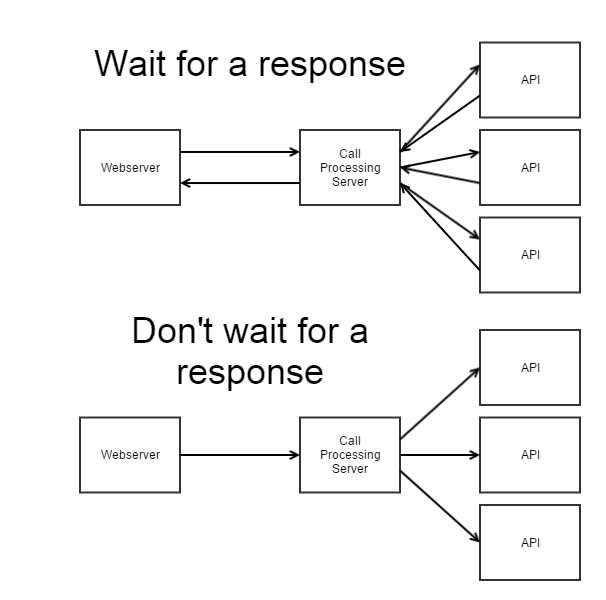 Wait for a response
API
Webserver
Call
Processing
Server
API
API
Don't wait for a
response
API
Webserver
Call
Processing
Server
API
API